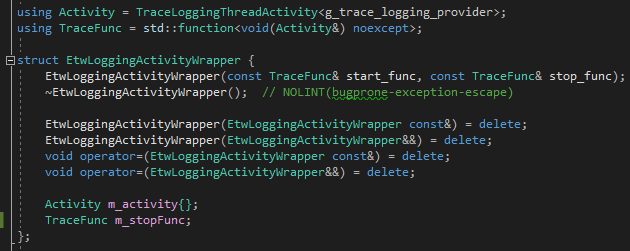 using Activity = TraceLoggingThreadActivity<g_trace_logging_provider>;
using TraceFunc = std::function<void(Activity&) noexcept>;
struct EtwLoggingActivityWrapper {
EtwLoggingActivityWrapper(const TraceFunc& start_func, const TraceFunc& stop_func);
~EtwLoggingActivityWrapper();  // NOLINT(bugprone-exception-escape)
EtwLoggingActivityWrapper(EtwLoggingActivityWrapper const&) = delete;
EtwLoggingActivityWrapper(EtwLoggingActivityWrapper&&) = delete;
void operator=(EtwLoggingActivityWrapper const&) = delete;
void operator=(EtwLoggingActivityWrapper&&) = delete;
Activity m_activity{};
TraceFunc m_stopFunc;
};